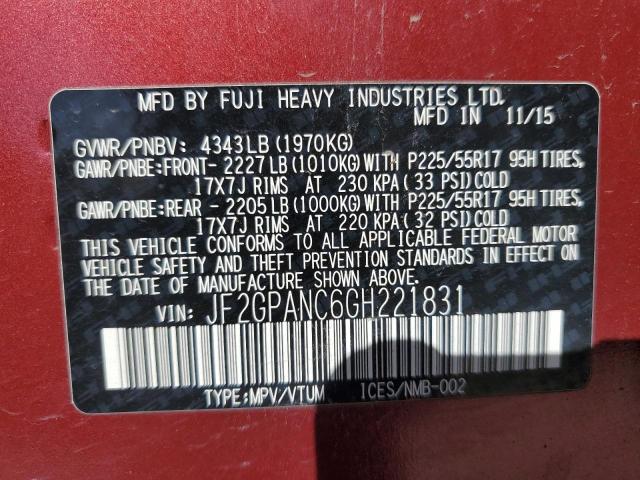 MFD BY FUJI HEAVY INDUSTRIES LTD.
MFD IN 11/15
GVWR/PNBV: 4343LB (1970KG)
GAWR/PNBE:FRONT- 2227LB (1010KG) WITH P225/55R17 95H TIRES,
17X7J RIMS AT 230 KPA (33 PSI) COLD
GAWR/PNBE:REAR - 2205LB (1000KG) WITH P225/55R17 95H TIRES,
17X7J RIMS AT 220 KPA (32 PSI) COLD
THIS VEHICLE CONFORMS TO ALL APPLICABLE FEDERAL MOTOR
VEHICLE SAFETY AND THEFT PREVENTION STANDARDS IN EFFECT ON THE
DATE OF MANUFACTURE SHOWN ABOVE.
VIN: JF2GPANC6GH221831
TYPE:MPV/VTUM ICES/NMB-002